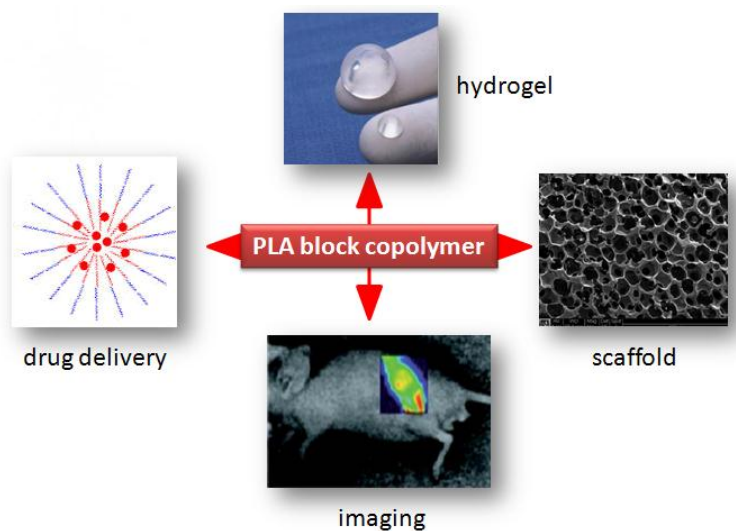 hydrogel
PLA block copolymer
drug delivery
scaffold
imaging